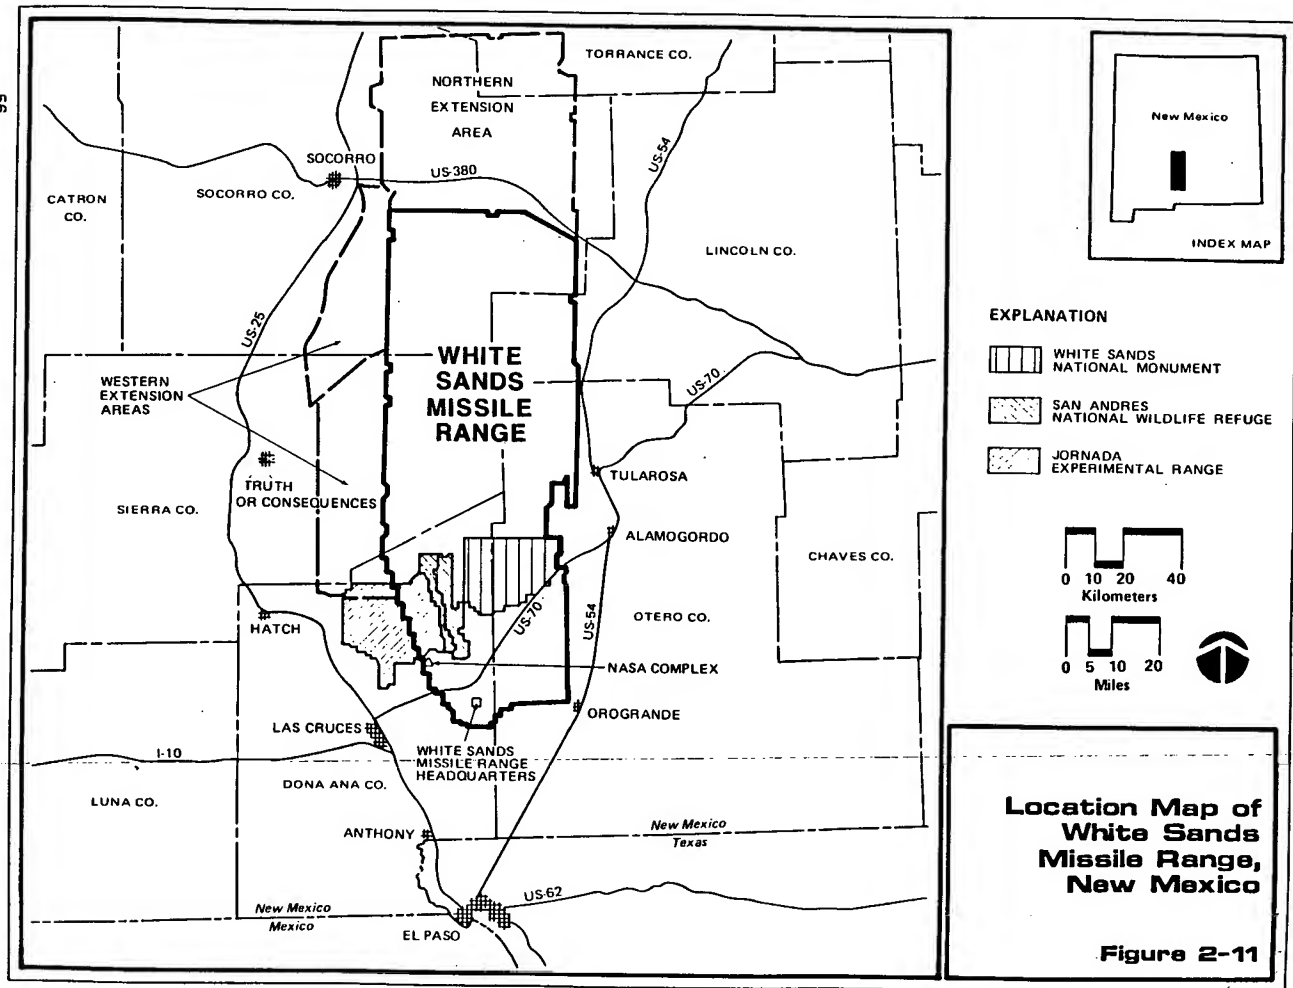 99
TORRANCE CO.
NORTHERN
EXTENSION
AREA
US-54
SOCORRO
US-380
CATRON
CO.
SOCORRO CO.
LINCOLN CO.
US-25
WHITE
SANDS
MISSILE
RANGE
WESTERN
EXTENSION
AREAS
US-70
TULAROSA
TRUTH
OR CONSEQUENCES
SIERRA CO.
ALAMOGORDO
CHAVES CO.
US-70
US-54
OTERO CO.
HATCH
NASA COMPLEX
OROGRANDE
LAS CRUCES
WHITE SANDS
MISSILE RANGE
HEADQUARTERS
I-10
DONA ANA CO.
LUNA CO.
ANTHONY
New Mexico
Texas
US-62
New Mexico
Mexico
EL PASO
New Mexico
INDEX MAP
EXPLANATION
WHITE SANDS
NATIONAL MONUMENT
SAN ANDRES
NATIONAL WILDLIFE REFUGE
JORNADA
EXPERIMENTAL RANGE
0 10 20 40
Kilometers
0 5 10 20
Miles
Location Map of
White Sands
Missile Range,
New Mexico
Figure 2-11